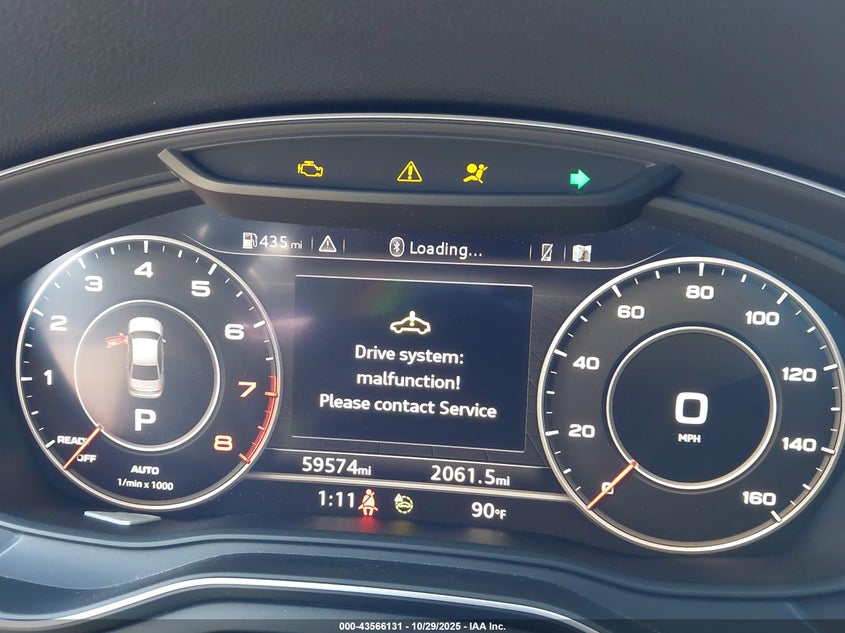 435 mi
Loading...
Drive system:
malfunction!
Please contact Service
59574mi
2061.5mi
1:11
90°F
1
2
3
4
5
6
7
8
P
READY
OFF
AUTO
1/min x 1000
0
20
40
60
80
100
120
140
160
0
MPH
000-43566131 - 10/29/2025 - IAA Inc.